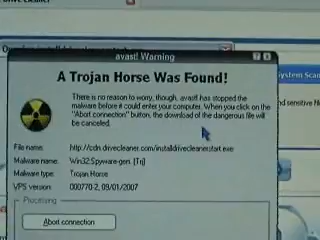 avast! Warning
System Scan
A Trojan Horse Was Found!
There is no reason to worry, though. avast! has stopped the
malware before it could enter your computer. When you click on the
"Abort connection" button, the download of the dangerous file will
be canceled.
nd sensitive fi
File name: http://cdn.drivecleaner.com/installdrivecleanerstart.exe
Malware name: Win32:Spyware-gen. [Trj]
Malware type: Trojan Horse
VPS version: 000770-2, 09/01/2007
Processing
Abort connection